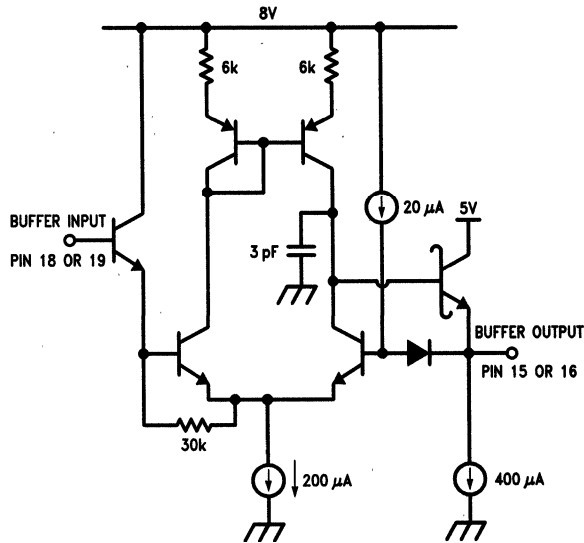 8V
6k
6k
20 μA
5V
BUFFER INPUT
PIN 18 OR 19
3 pF
BUFFER OUTPUT
PIN 15 OR 16
30k
200 μA
400 μA